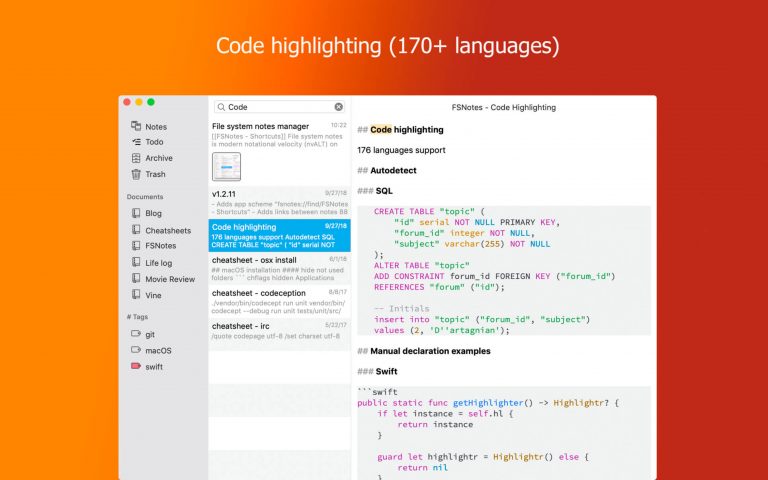 Code highlighting (170+ languages)
Notes
Todo
Archive
Trash
Documents
Blog
Cheatsheets
FSNotes
Life log
Movie Review
Vine
# Tags
git
macOS
swift
Code
File system notes manager 10/22
[[FSNotes - Shortcuts]] File system notes
is modern notational velocity (nvALT) on
v1.2.11 9/27/18
- Adds app scheme "fsnotes://find/FSNotes
- Shortcuts" - Adds links between notes 88
Code highlighting 9/27/18
176 languages support Autodetect SQL
CREATE TABLE "topic" ( "id" serial NOT
cheatsheet - osx install 6/1/18
## macOS installation #### hide not used
folders ``` chflags hidden Applications
cheatsheet - codeception 8/8/17
./vendor/bin/codecept run unit vendor/bin/
codecept --debug run unit tests/unit/src/
cheatsheet - irc 5/22/17
/quote codepage utf-8 /set charset utf-8
FSNotes - Code Highlighting
## Code highlighting
176 languages support
## Autodetect
### SQL
CREATE TABLE "topic" (
"id" serial NOT NULL PRIMARY KEY,
"forum_id" integer NOT NULL,
"subject" varchar(255) NOT NULL
);
ALTER TABLE "topic"
ADD CONSTRAINT forum_id FOREIGN KEY ("forum_id")
REFERENCES "forum" ("id");
-- Initials
insert into "topic" ("forum_id", "subject")
values (2, 'D''artagnian');
## Manual declaration examples
### Swift
```swift
public static func getHighlighter() -> Highlightr? {
if let instance = self.hl {
return instance
}
guard let highlightr = Highlightr() else {
return nil
}